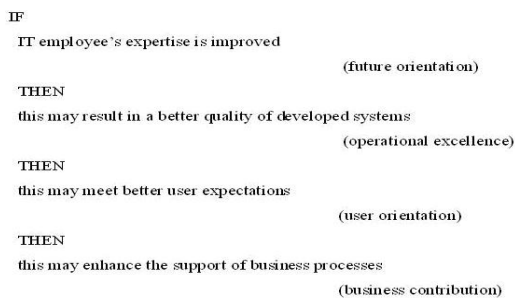 IF
IT employee's expertise is improved
(future orientation)
THEN
this may result in a better quality of developed systems
(operational excellence)
THEN
this may meet better user expectations
(user orientation)
THEN
this may enhance the support of business processes
(business contribution)